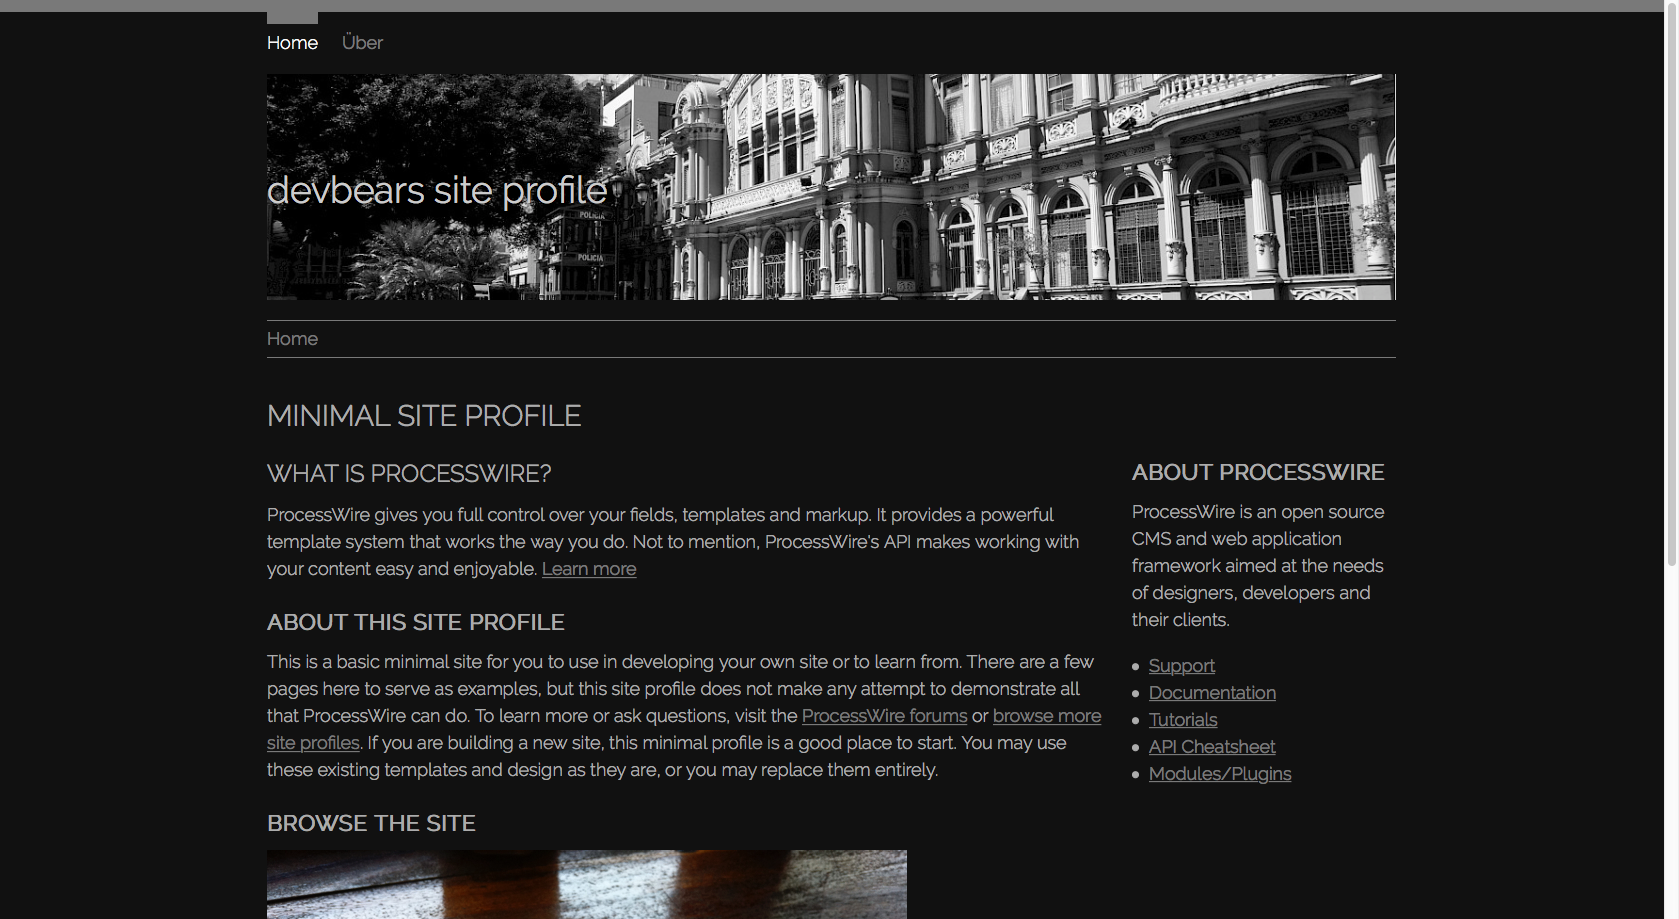 Home Über
devbears site profile
POLICIA
POLICIA
Home
MINIMAL SITE PROFILE
WHAT IS PROCESSWIRE?
ProcessWire gives you full control over your fields, templates and markup. It provides a powerful
template system that works the way you do. Not to mention, ProcessWire's API makes working with
your content easy and enjoyable. Learn more
ABOUT THIS SITE PROFILE
This is a basic minimal site for you to use in developing your own site or to learn from. There are a few
pages here to serve as examples, but this site profile does not make any attempt to demonstrate all
that ProcessWire can do. To learn more or ask questions, visit the ProcessWire forums or browse more
site profiles. If you are building a new site, this minimal profile is a good place to start. You may use
these existing templates and design as they are, or you may replace them entirely.
BROWSE THE SITE
ABOUT PROCESSWIRE
ProcessWire is an open source
CMS and web application
framework aimed at the needs
of designers, developers and
their clients.
Support
Documentation
Tutorials
API Cheatsheet
Modules/Plugins